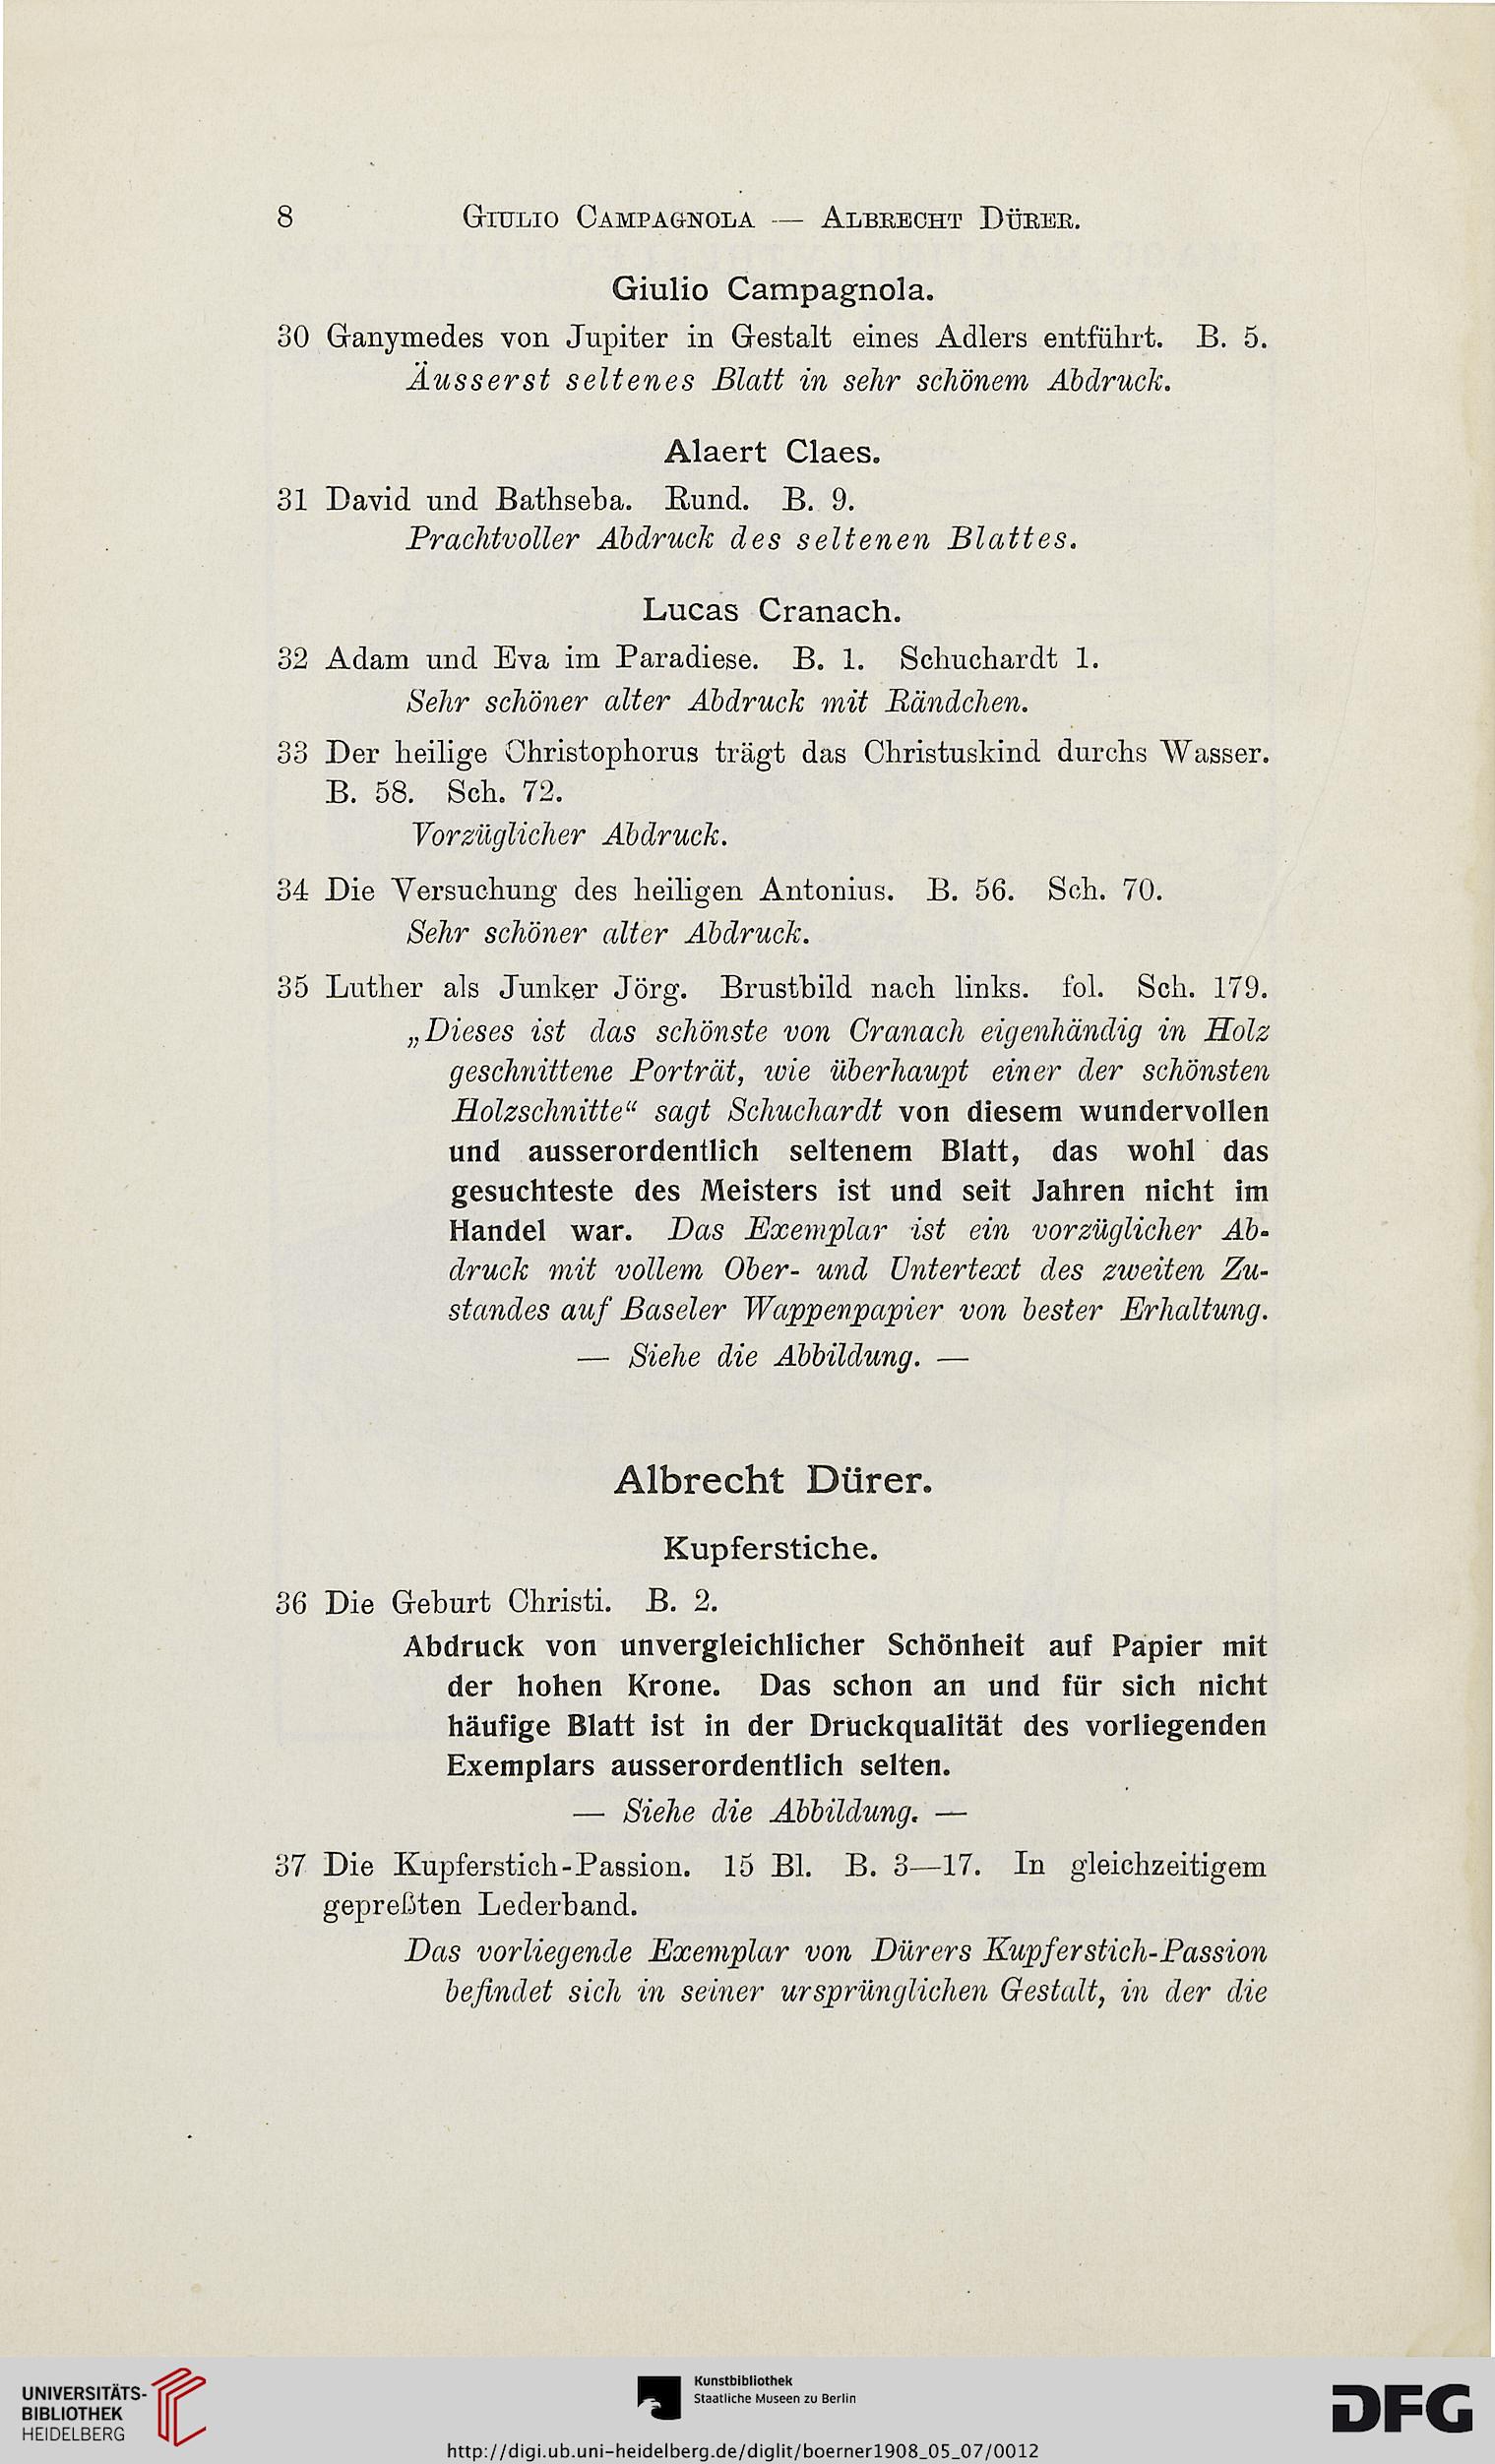 8 Giulio Campagnola — Albrecht Dürer.
Giulio Campagnola.
30 Ganymedes von Jupiter in Gestalt eines Adlers entführt. B. 5.
Äusserst seltenes Blatt in sehr schönem Abdruck.
Alaert Claes.
31 David und Bathseba. Rund. B. 9.
Prachtvoller Abdruck des seltenen Blattes.
Lucas Cranach.
32 Adam und Eva im Paradiese. B. 1. Schuchardt 1.
Sehr schöner alter Abdruck mit Rändchen.
33 Der heilige Christophorus trägt das Christuskind durchs Wasser.
B. 58. Sch. 72.
Vorzüglicher Abdruck.
34 Die Versuchung des heiligen Antonius. B. 56. Sch. 70.
Sehr schöner alter Abdruck.
35 Luther als Junker Jörg. Brustbild nach links. fol. Sch. 179.
„Dieses ist das schönste von Cranach eigenhändig in Holz
geschnittene Porträt, wie überhaupt einer der schönsten
Holzschnitte“ sagt Schuchardt von diesem wundervollen
und ausserordentlich seltenem Blatt, das wohl das
gesuchteste des Meisters ist und seit Jahren nicht im
Handel war. Das Exemplar ist ein vorzüglicher Ab-
druck mit vollem Ober- und Untertext des zweiten Zu-
standes auf Baseler Wappenpapier von bester Erhaltung.
— Siehe die Abbildung. —
Albrecht Dürer.
Kupferstiche.
36 Die Geburt Christi. B. 2.
Abdruck von unvergleichlicher Schönheit auf Papier mit
der hohen Krone. Das schon an und für sich nicht
häufige Blatt ist in der Druckqualität des vorliegenden
Exemplars ausserordentlich selten.
— Siehe die Abbildung. —
37 Die Kupferstich-Passion. 15 Bl. B. 3—17. In gleichzeitigem
gepreßten Lederband.
Das vorliegende Exemplar von Dürers Kupferstich-Passion
befindet sich in seiner ursprünglichen Gestalt, in der die
UNIVERSITÄTS-
BIBLIOTHEK
HEIDELBERG
Kunstbibliothek
Staatliche Museen zu Berlin
DFG
http://digi.ub.uni-heidelberg.de/diglit/boerner1908_05_07/0012